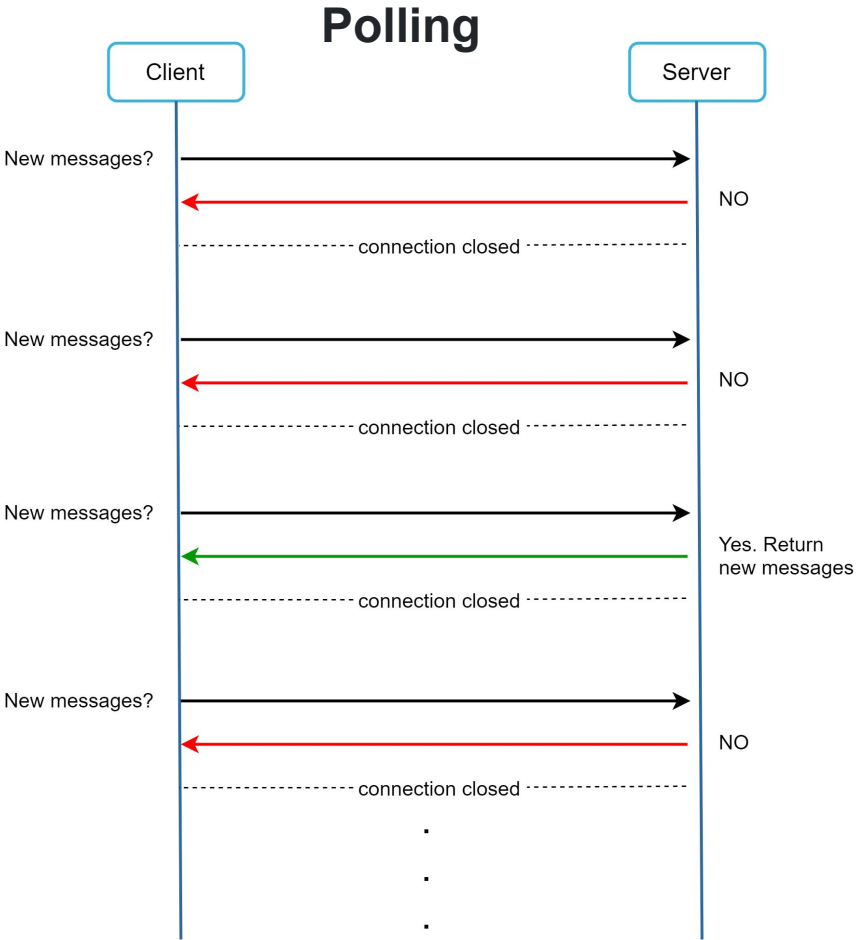 Polling
Client
Server
New messages?
NO
connection closed
New messages?
NO
connection closed
New messages?
Yes. Return
new messages
connection closed
New messages?
NO
connection closed